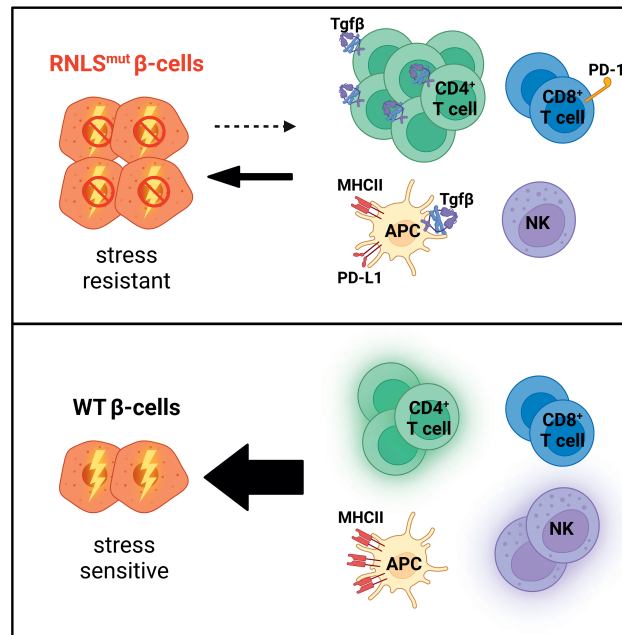 RNLSᵐᵘᵗ β-cells
stress
resistant
Tgfβ
CD4⁺
T cell
CD8⁺
T cell
PD-1
MHCII
Tgfβ
APC
PD-L1
NK
WT β-cells
stress
sensitive
CD4⁺
T cell
CD8⁺
T cell
MHCII
APC
NK